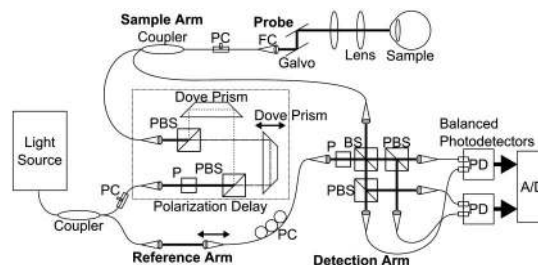 Sample Arm
Coupler
PC
Probe
FC
Galvo
Lens
Sample
Dove Prism
Dove Prism
PBS
P
PBS
Polarization Delay
Light
Source
PC
Coupler
Reference Arm
PC
P
BS
PBS
PBS
Detection Arm
Balanced
Photodetectors
PD
PD
A/D